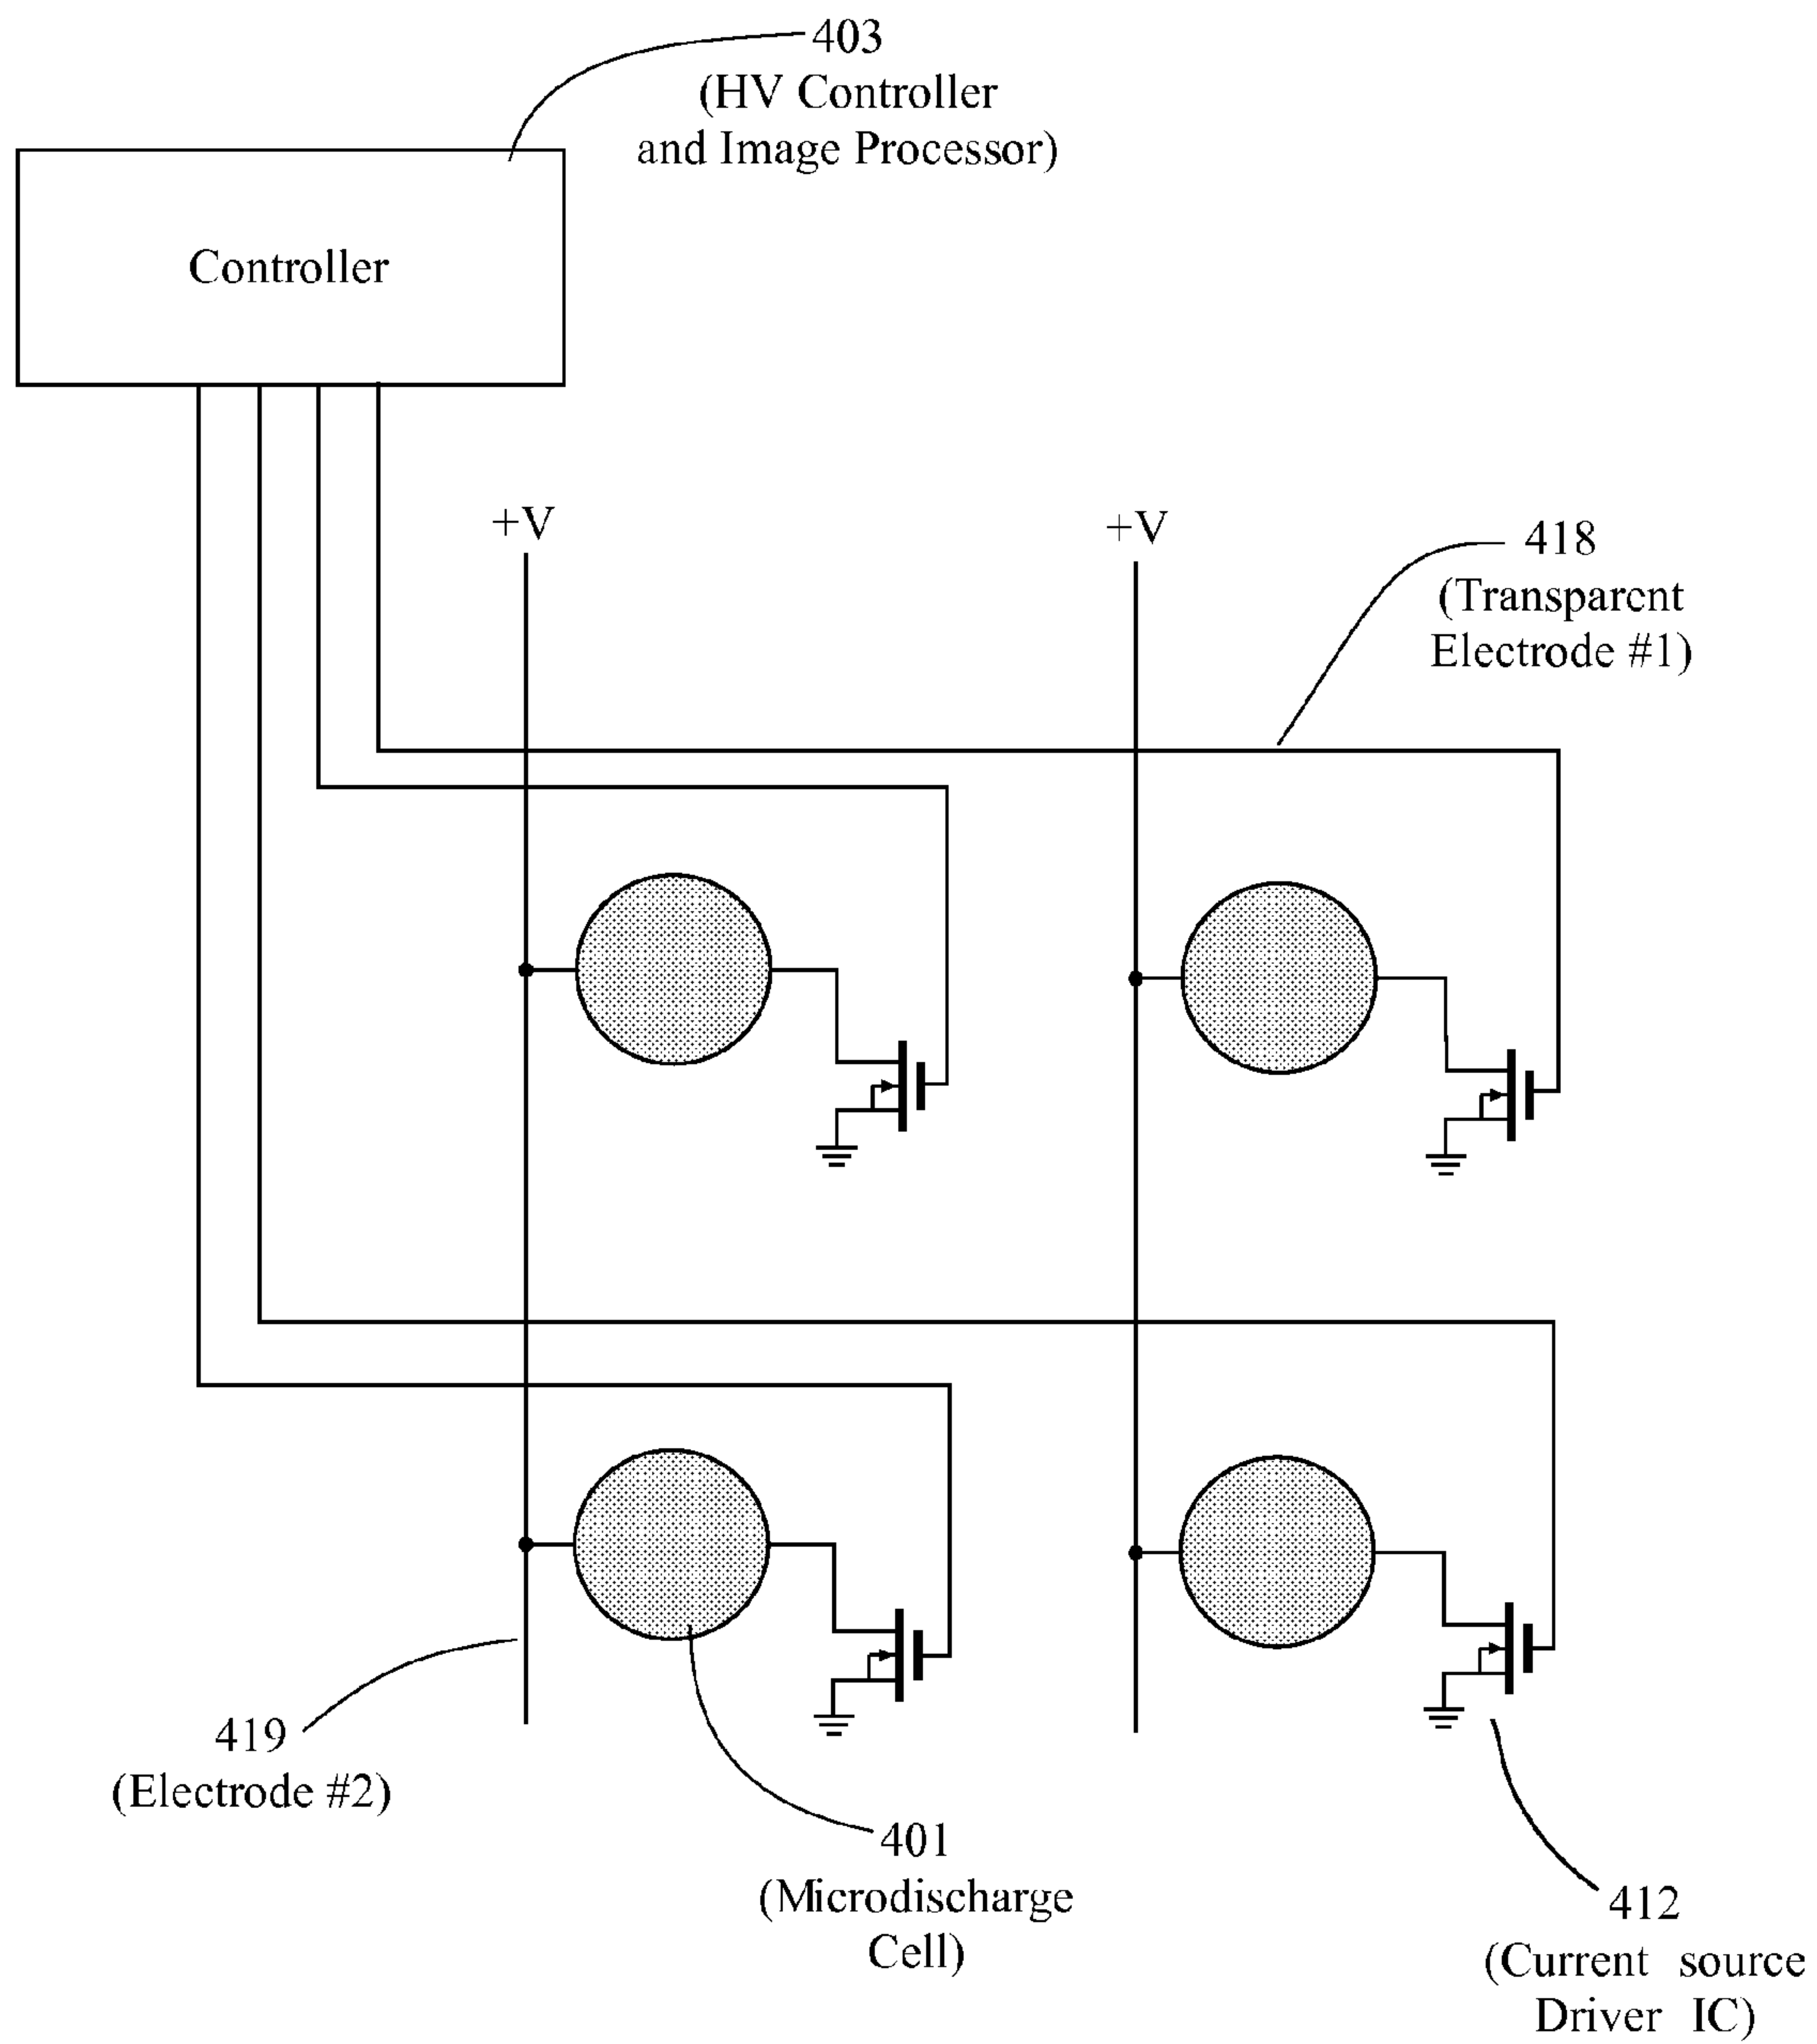 403
(HV Controller
and Image Processor)
Controller
+V
+V
418
(Transparent
Electrode #1)
419
(Electrode #2)
401
(Microdischarge
Cell)
412
(Current source
Driver IC)